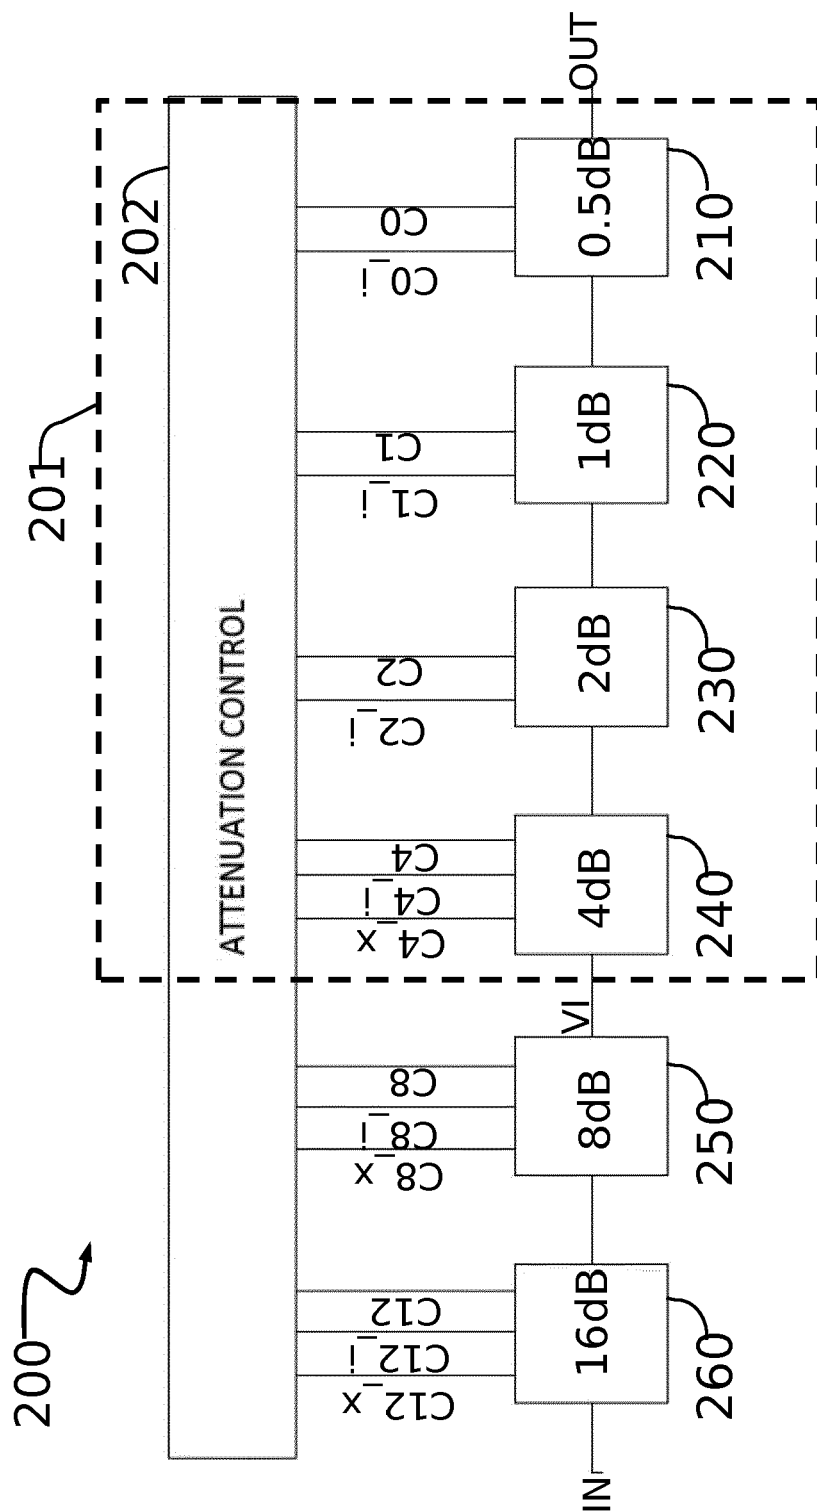 200
201
202
ATTENUATION CONTROL
C12_x
C12_i
C12
C8_x
C8_i
C8
C4_x
C4_i
C4
C2_i
C2
C1_i
C1
C0_i
C0
IN
16dB
8dB
VI
4dB
2dB
1dB
0.5dB
OUT
260
250
240
230
220
210